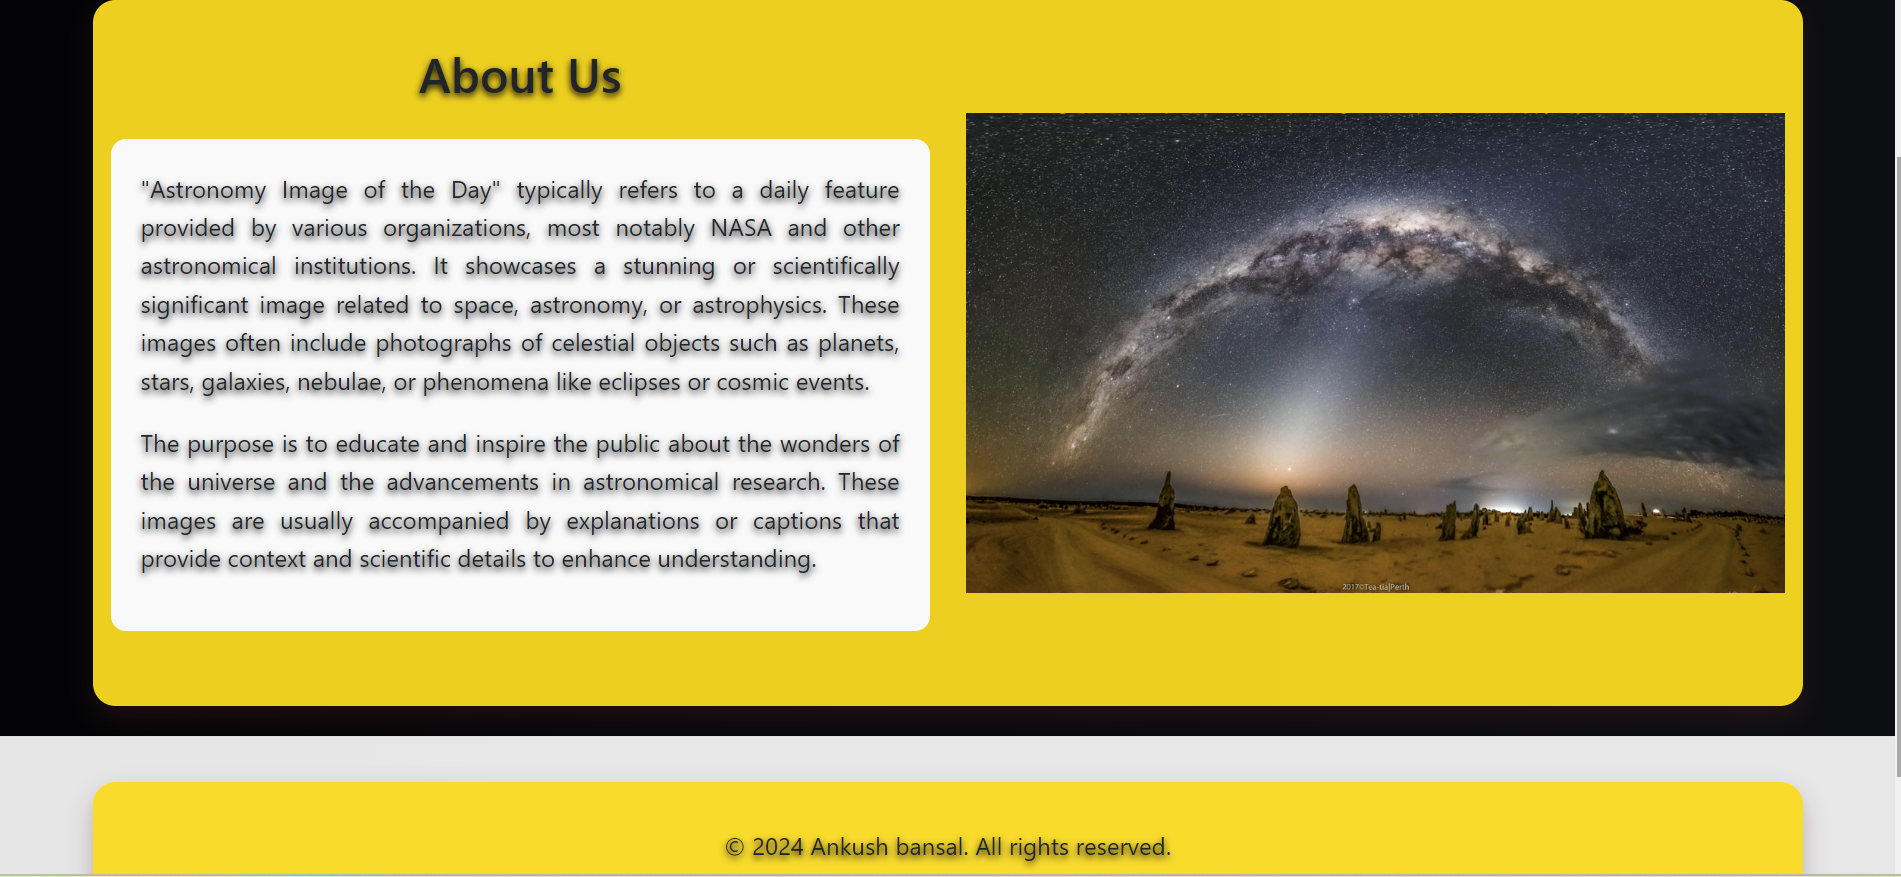 About Us
"Astronomy Image of the Day" typically refers to a daily feature
provided by various organizations, most notably NASA and other
astronomical institutions. It showcases a stunning or scientifically
significant image related to space, astronomy, or astrophysics. These
images often include photographs of celestial objects such as planets,
stars, galaxies, nebulae, or phenomena like eclipses or cosmic events.
The purpose is to educate and inspire the public about the wonders of
the universe and the advancements in astronomical research. These
images are usually accompanied by explanations or captions that
provide context and scientific details to enhance understanding.
2017©Tea-tia|Perth
© 2024 Ankush bansal. All rights reserved.